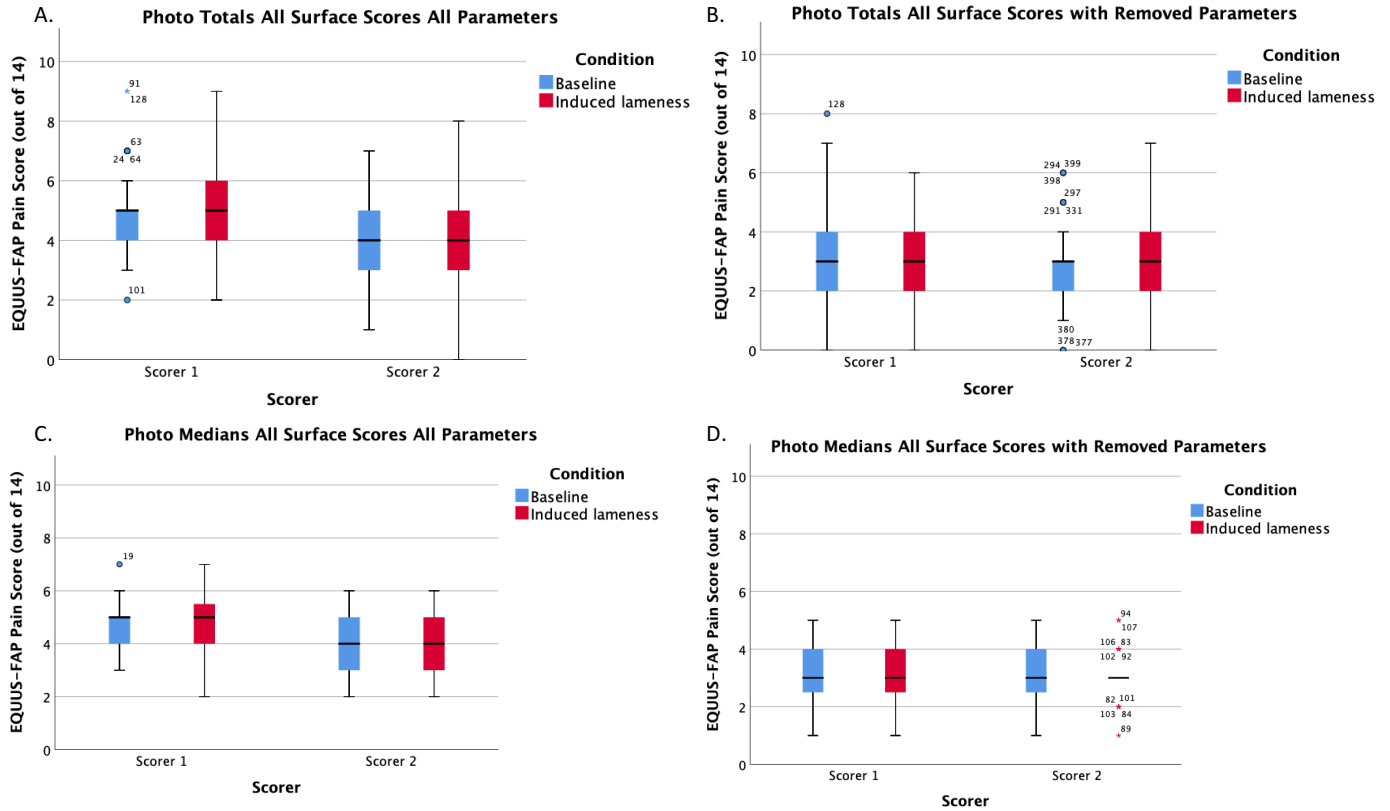 A.
Photo Totals All Surface Scores All Parameters
EQUUS-FAP Pain Score (out of 14)
10
8
6
4
2
0
91
128
63
24 64
101
Scorer 1
Scorer 2
Scorer
Condition
Baseline
Induced lameness
B.
Photo Totals All Surface Scores with Removed Parameters
EQUUS-FAP Pain Score (out of 14)
10
8
6
4
2
0
128
294 399
398
297
291 331
380
378 377
Scorer 1
Scorer 2
Scorer
Condition
Baseline
Induced lameness
C.
Photo Medians All Surface Scores All Parameters
EQUUS-FAP Pain Score (out of 14)
10
8
6
4
2
0
19
Scorer 1
Scorer 2
Scorer
Condition
Baseline
Induced lameness
D.
Photo Medians All Surface Scores with Removed Parameters
EQUUS-FAP Pain Score (out of 14)
10
8
6
4
2
0
94
107
106 83
102 92
82 101
103 84
89
Scorer 1
Scorer 2
Scorer
Condition
Baseline
Induced lameness